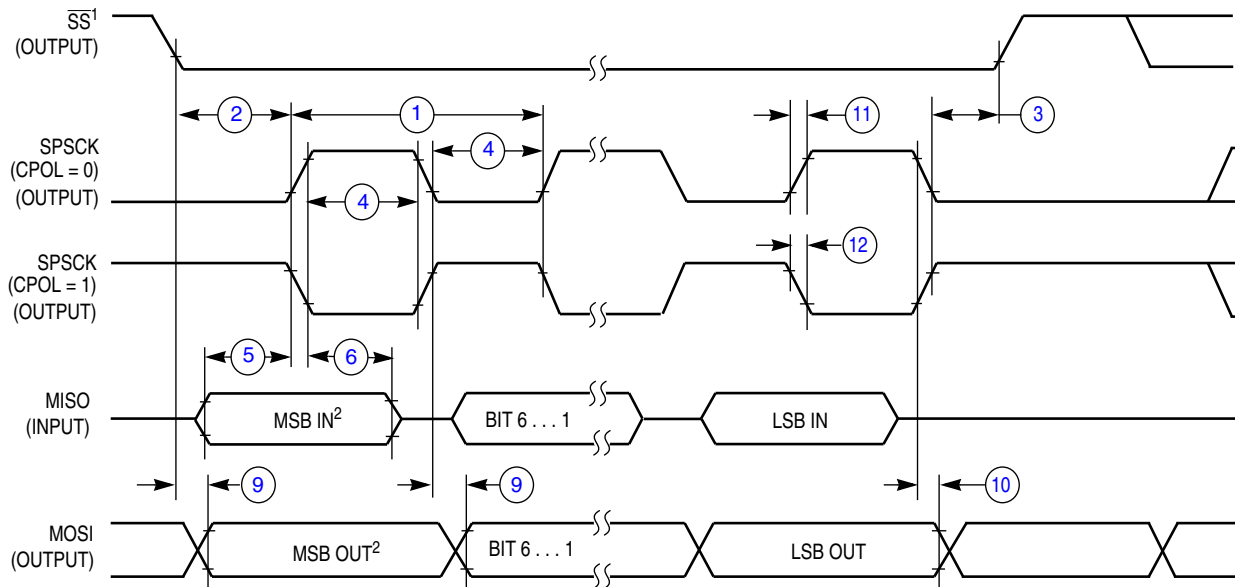 SS¹
(OUTPUT)
2
1
11
3
SPSCK
(CPOL = 0)
(OUTPUT)
4
4
SPSCK
(CPOL = 1)
(OUTPUT)
12
5
6
MISO
(INPUT)
MSB IN²
BIT 6 . . . 1
LSB IN
9
9
10
MOSI
(OUTPUT)
MSB OUT²
BIT 6 . . . 1
LSB OUT